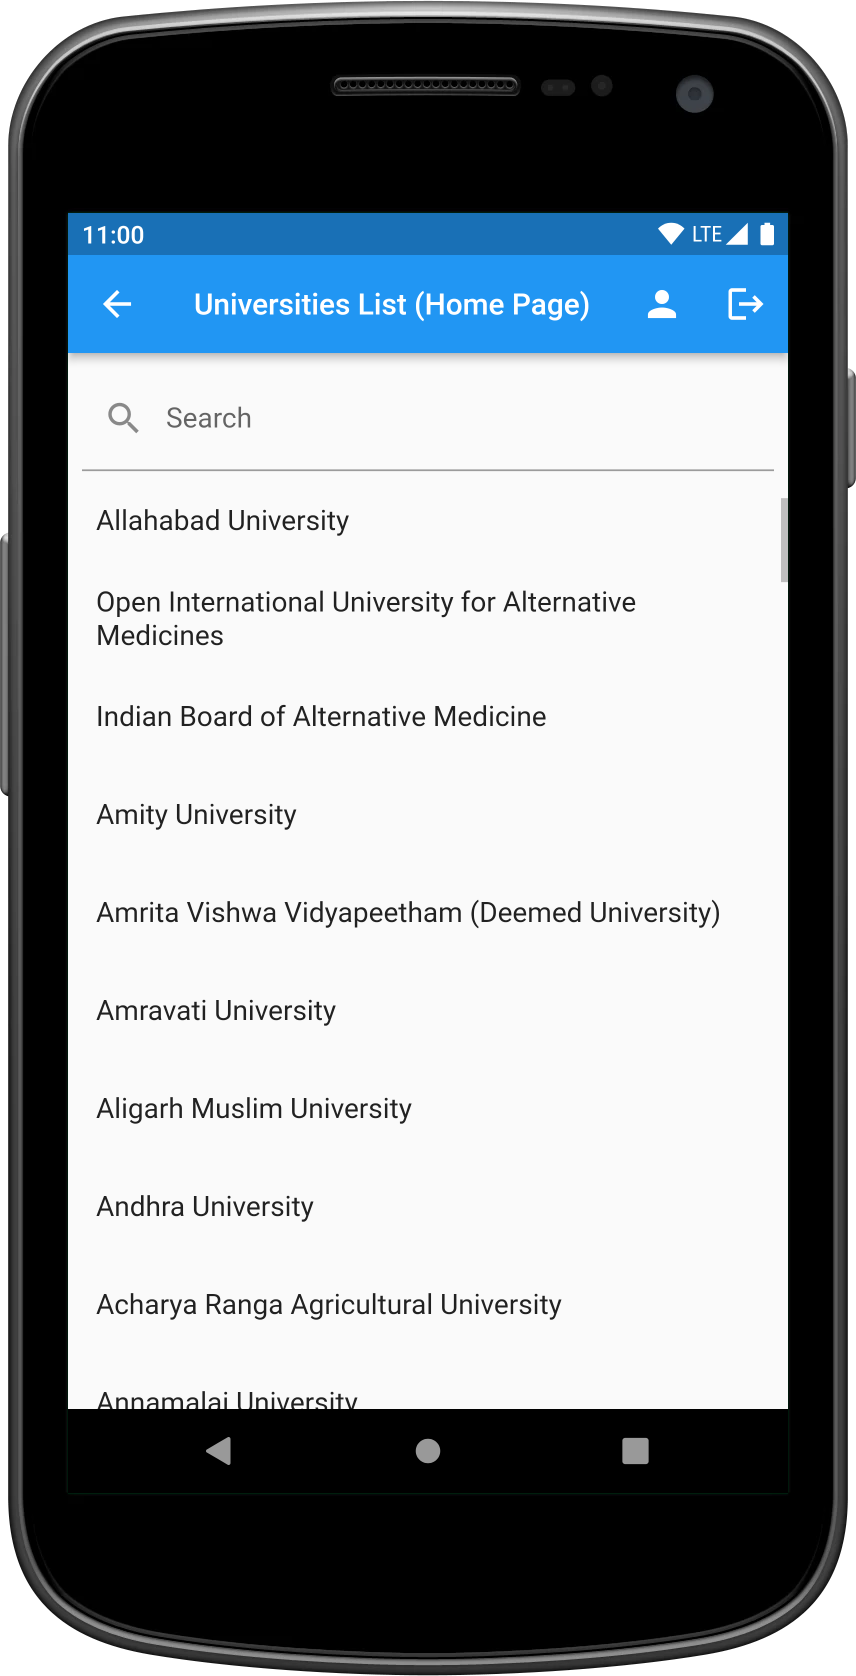 11:00 LTE
Universities List (Home Page)
Search
Allahabad University
Open International University for Alternative
Medicines
Indian Board of Alternative Medicine
Amity University
Amrita Vishwa Vidyapeetham (Deemed University)
Amravati University
Aligarh Muslim University
Andhra University
Acharya Ranga Agricultural University
Annamalai University